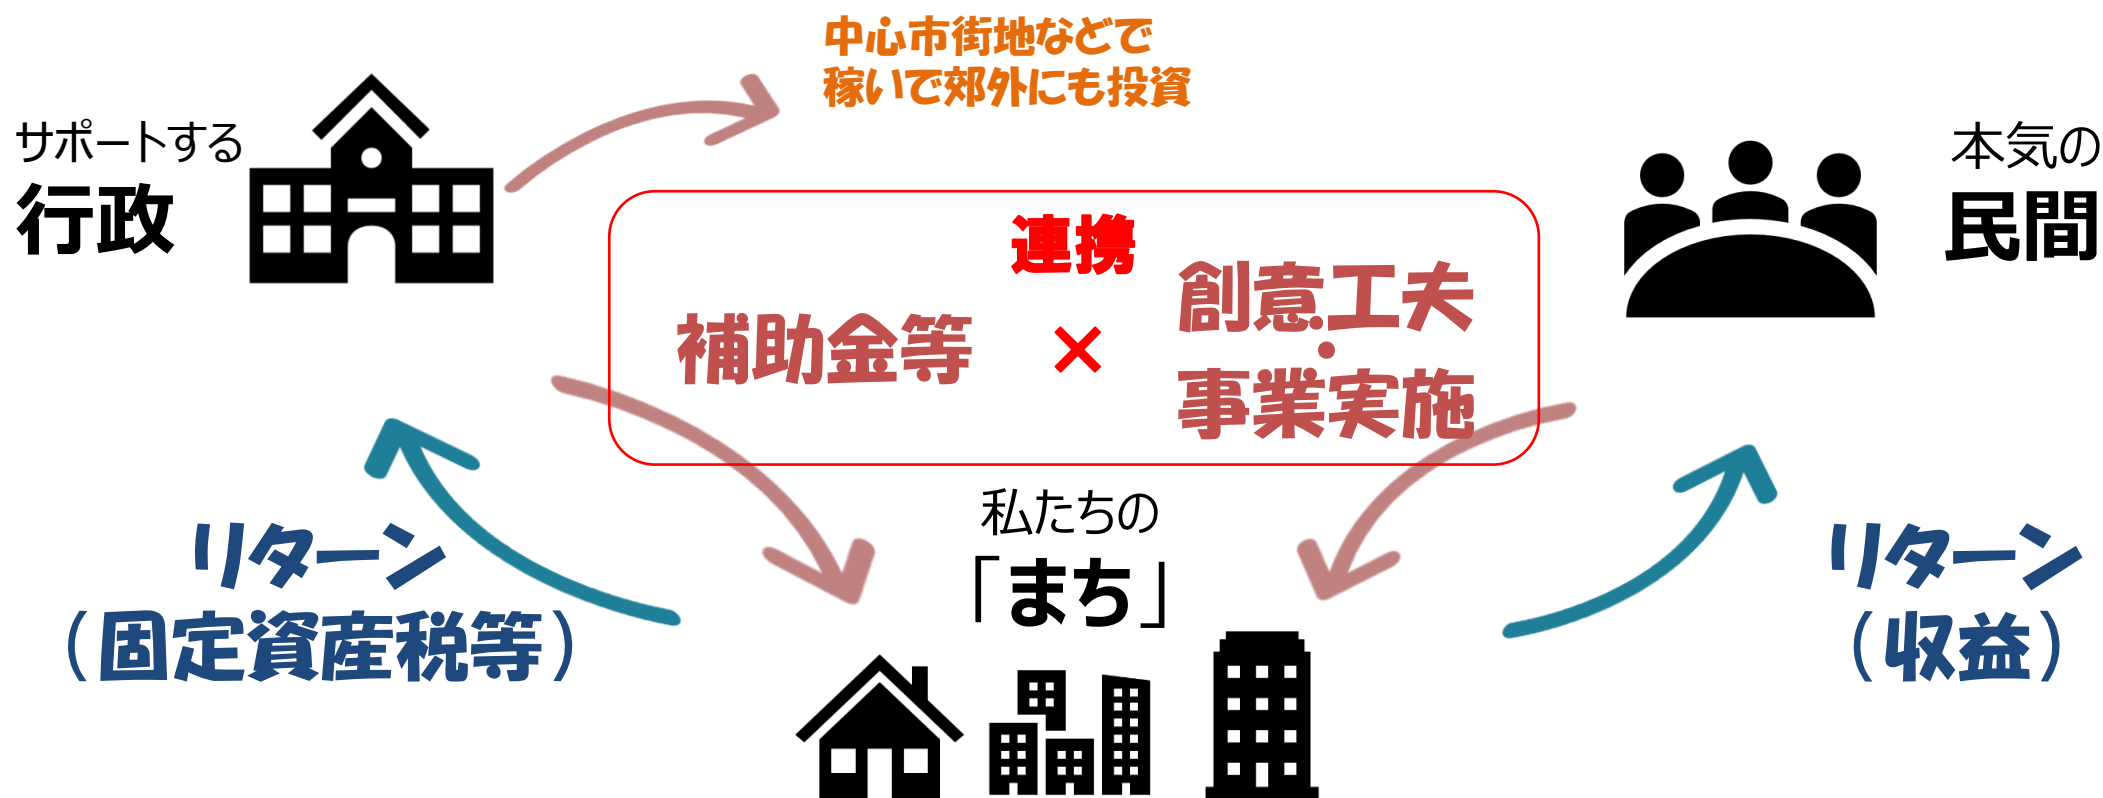 中心市街地などで
稼いで郊外にも投資
サポートする
行政
本気の
民間
連携
補助金等
×
創意工夫
・
事業実施
私たちの
「まち」
リターン
（固定資産税等）
リターン
（収益）